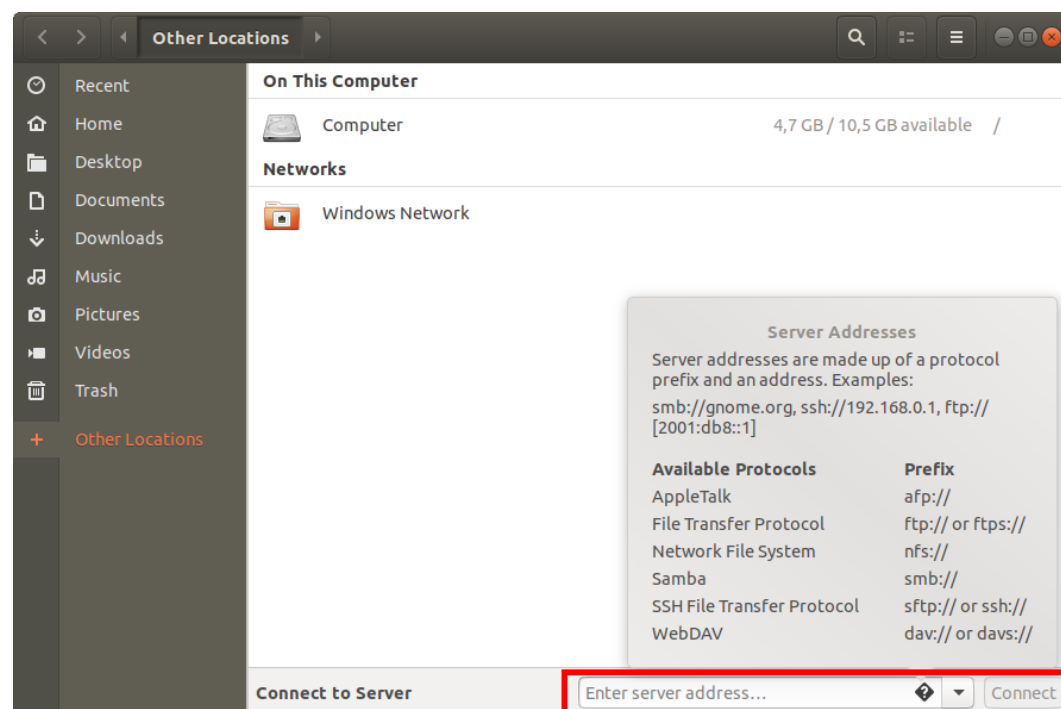 Other Locations
Recent
Home
Desktop
Documents
Downloads
Music
Pictures
Videos
Trash
Other Locations
On This Computer
Computer 4,7 GB / 10,5 GB available /
Networks
Windows Network
Server Addresses
Server addresses are made up of a protocol
prefix and an address. Examples:
smb://gnome.org, ssh://192.168.0.1, ftp://
[2001:db8::1]
Available Protocols Prefix
AppleTalk afp://
File Transfer Protocol ftp:// or ftps://
Network File System nfs://
Samba smb://
SSH File Transfer Protocol sftp:// or ssh://
WebDAV dav:// or davs://
Connect to Server Enter server address... Connect